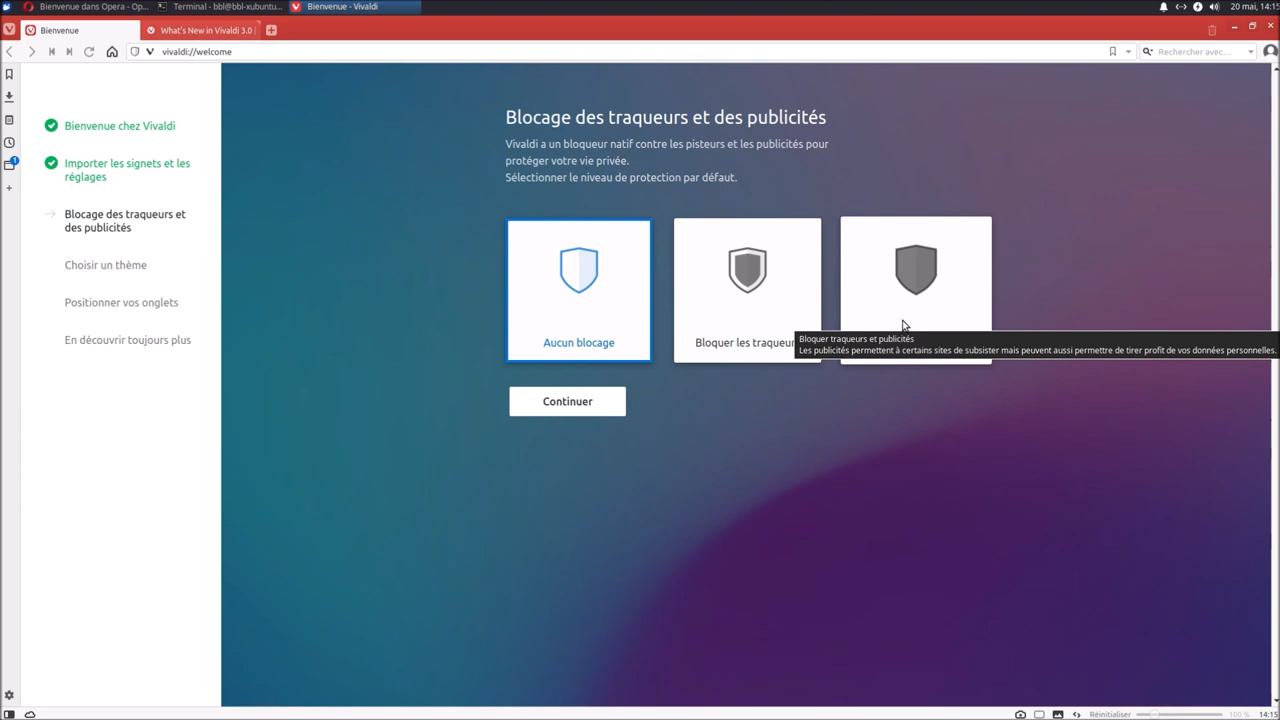 Bienvenue dans Opera - Op...
Terminal - bbl@bbl-xubuntu...
Bienvenue - Vivaldi
20 mai, 14:15
Bienvenue
What's New in Vivaldi 3.0
vivaldi://welcome
Rechercher avec...
1
Bienvenue chez Vivaldi
Importer les signets et les
réglages
Blocage des traqueurs et
des publicités
Choisir un thème
Positionner vos onglets
En découvrir toujours plus
Blocage des traqueurs et des publicités
Vivaldi a un bloqueur natif contre les pisteurs et les publicités pour
protéger votre vie privée.
Sélectionner le niveau de protection par défaut.
Aucun blocage
Bloquer les traqueur
Bloquer traqueurs et publicités
Les publicités permettent à certains sites de subsister mais peuvent aussi permettre de tirer profit de vos données personnelles.
Continuer
Réinitialiser
100 %
14:15